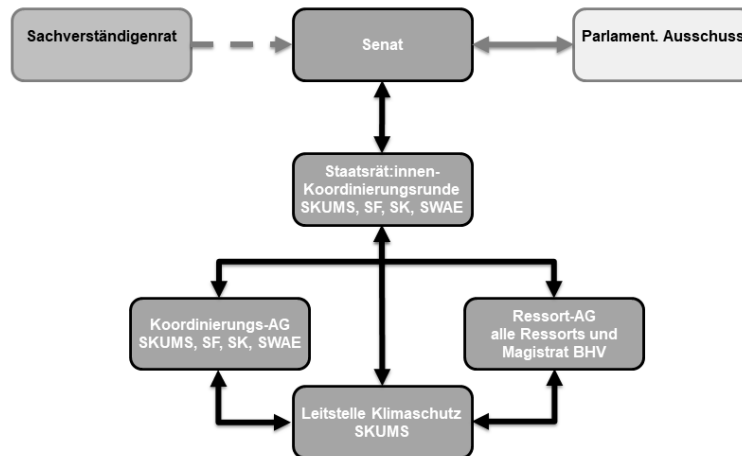 Sachverständigenrat
Senat
Parlament. Ausschuss
Staatsrät:innen-
Koordinierungsrunde
SKUMS, SF, SK, SWAE
Koordinierungs-AG
SKUMS, SF, SK, SWAE
Ressort-AG
alle Ressorts und
Magistrat BHV
Leitstelle Klimaschutz
SKUMS